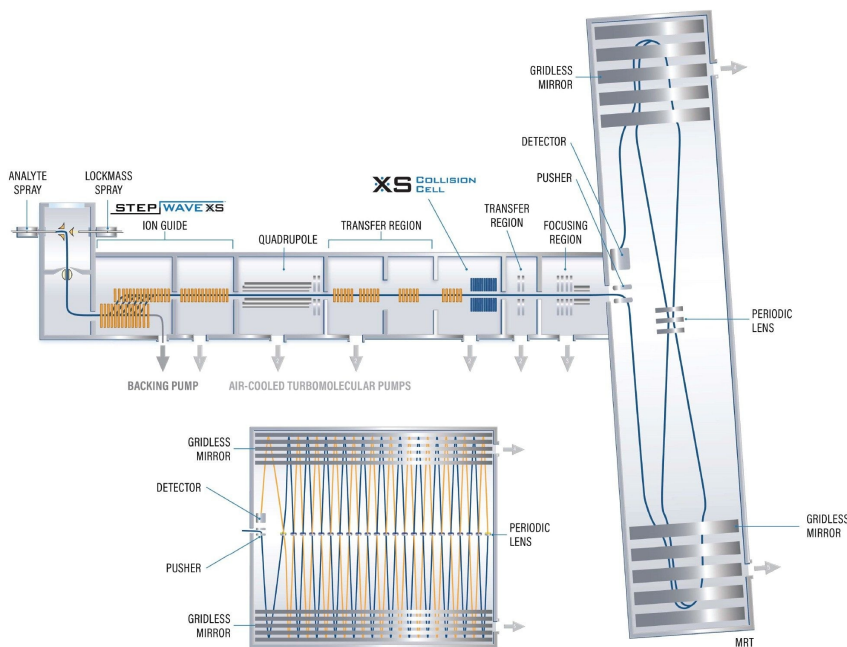 GRIDLESS
MIRROR
DETECTOR
PUSHER
ANALYTE
SPRAY
LOCKMASS
SPRAY
STEPWAVE XS
ION GUIDE
QUADRUPOLE
TRANSFER REGION
XS COLLISION
CELL
TRANSFER
REGION
FOCUSING
REGION
PERIODIC
LENS
BACKING PUMP
AIR-COOLED TURBOMOLECULAR PUMPS
GRIDLESS
MIRROR
DETECTOR
PUSHER
GRIDLESS
MIRROR
PERIODIC
LENS
GRIDLESS
MIRROR
MRT